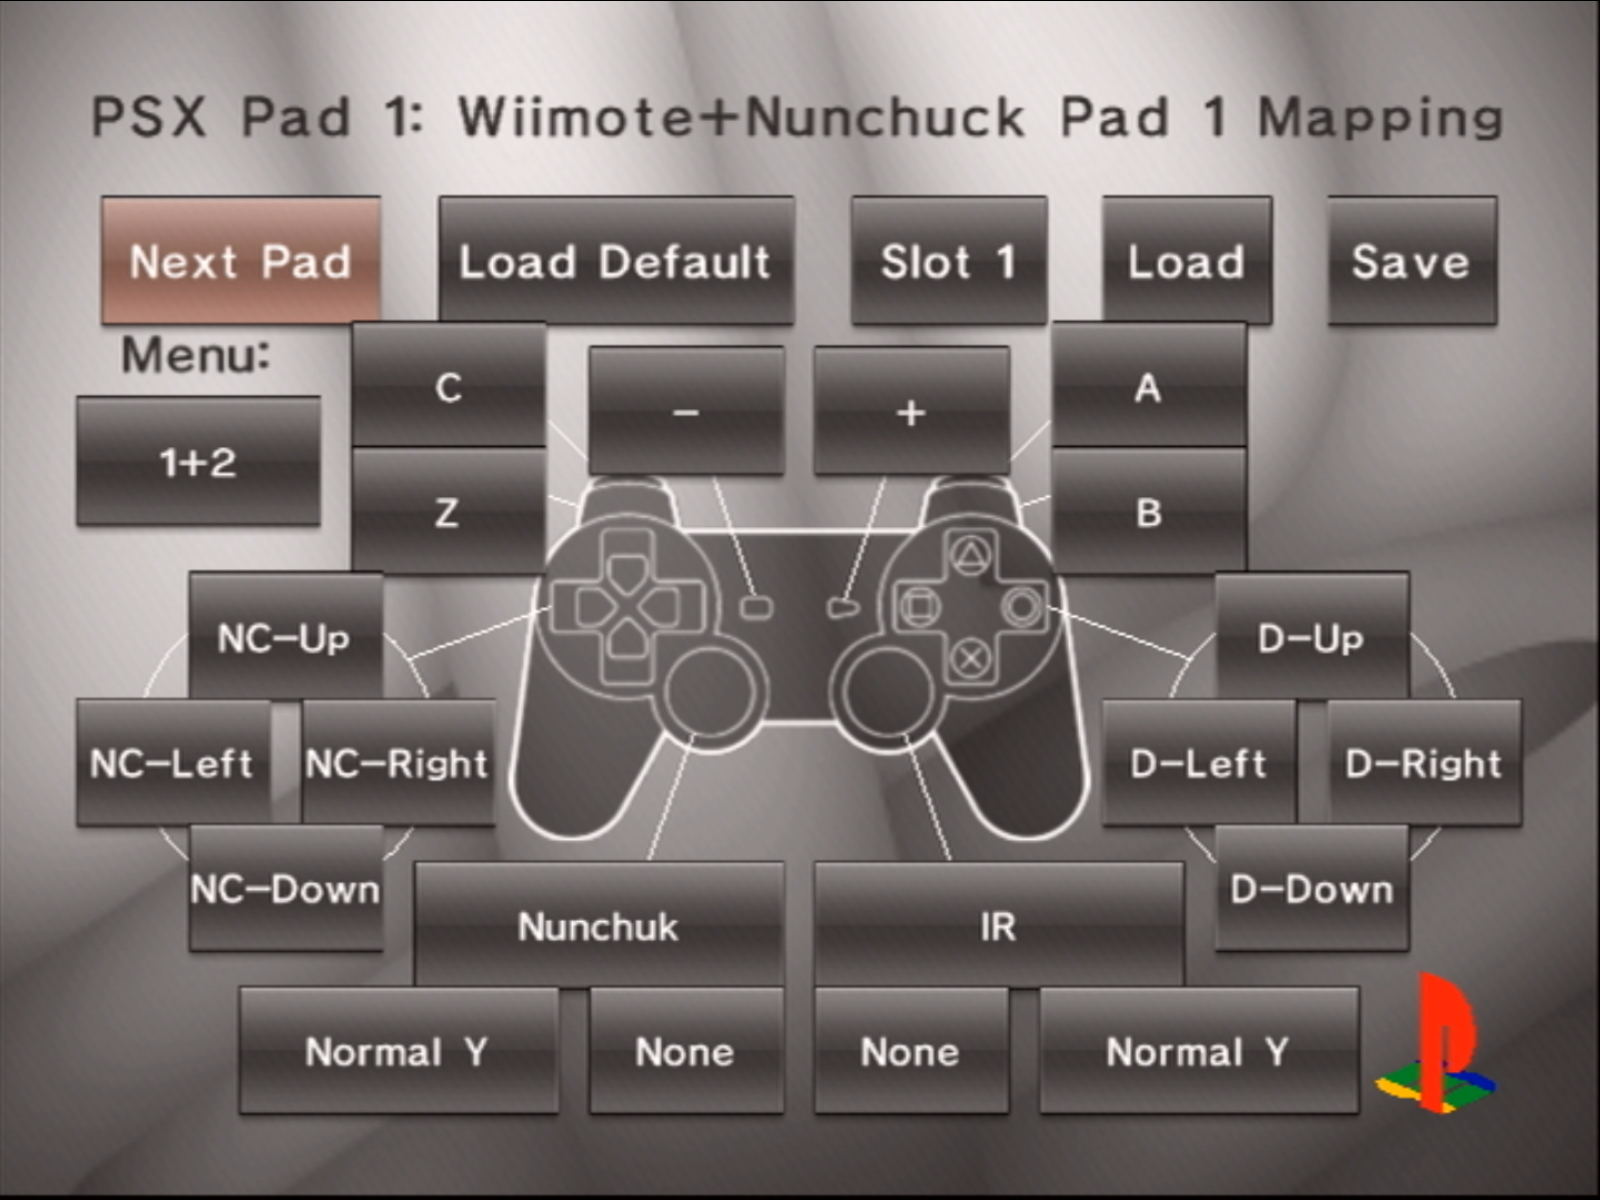 PSX Pad 1: Wiimote+Nunchuck Pad 1 Mapping
Next Pad
Load Default
Slot 1
Load
Save
Menu:
1+2
C
-
+
A
Z
B
NC-Up
D-Up
NC-Left
NC-Right
D-Left
D-Right
NC-Down
D-Down
Nunchuk
IR
Normal Y
None
None
Normal Y